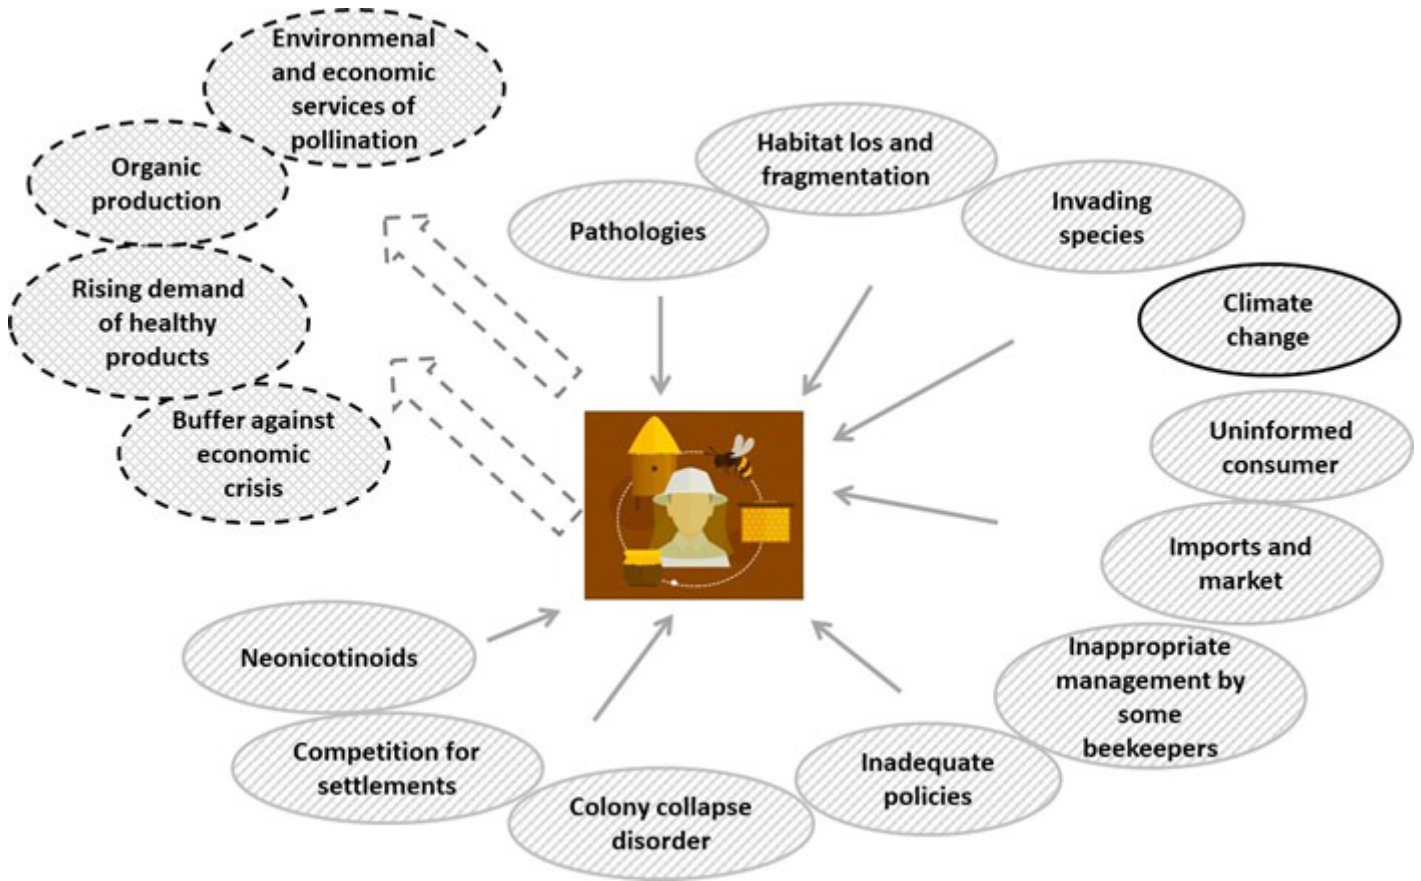 Environmenal
and economic
services of
pollination
Organic
production
Rising demand
of healthy
products
Buffer against
economic
crisis
Pathologies
Habitat los and
fragmentation
Invading
species
Climate
change
Uninformed
consumer
Imports and
market
Inappropriate
management by
some
beekeepers
Inadequate
policies
Colony collapse
disorder
Competition for
settlements
Neonicotinoids